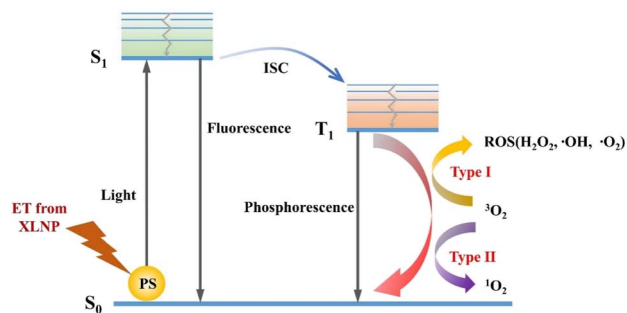 S₁
ISC
T₁
Fluorescence
ROS(H₂O₂, ·OH, ·O₂)
Type I
ET from
XLNP
Light
Phosphorescence
³O₂
Type II
PS
¹O₂
S₀